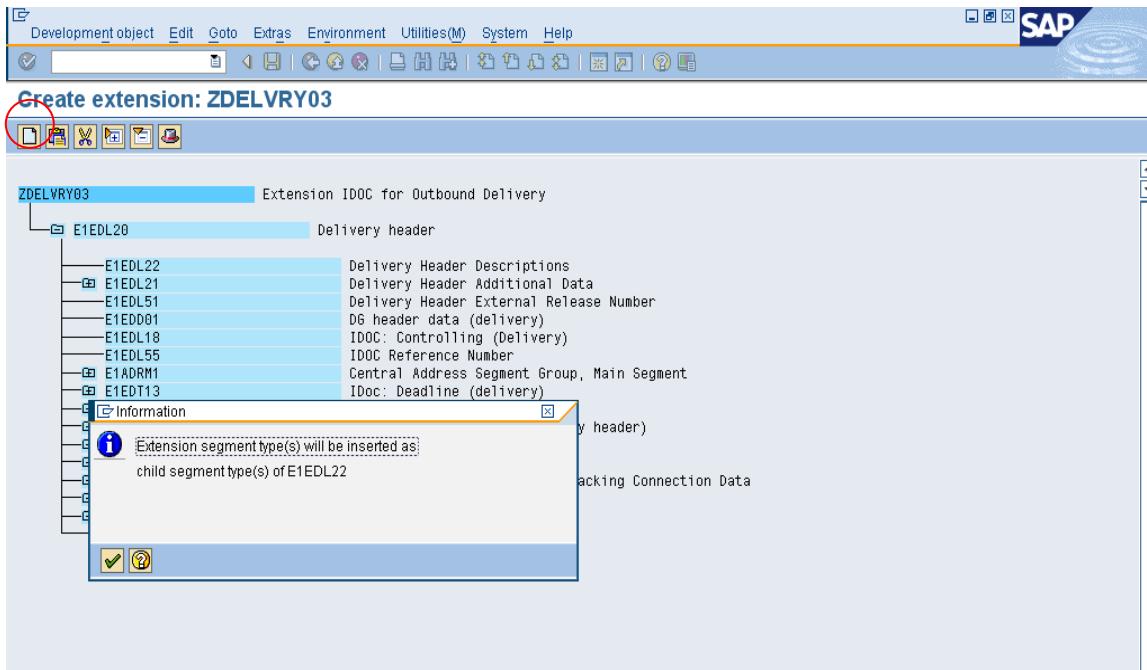 Development object Edit Goto Extras Environment Utilities(M) System Help
SAP
Create extension: ZDELVRY03
ZDELVRY03 Extension IDOC for Outbound Delivery
E1EDL20 Delivery header
E1EDL22 Delivery Header Descriptions
E1EDL21 Delivery Header Additional Data
E1EDL51 Delivery Header External Release Number
E1EDD01 DG header data (delivery)
E1EDL18 IDOC: Controlling (Delivery)
E1EDL55 IDOC Reference Number
E1ADRM1 Central Address Segment Group, Main Segment
E1EDT13 IDoc: Deadline (delivery)
Information
y header)
Extension segment type(s) will be inserted as
child segment type(s) of E1EDL22
acking Connection Data